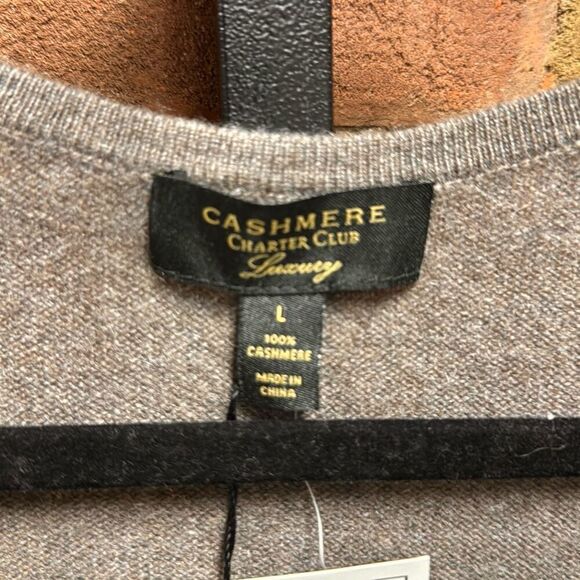 CASHMERE
CHARTER CLUB
Luxury
L
100%
CASHMERE
MADE IN
CHINA